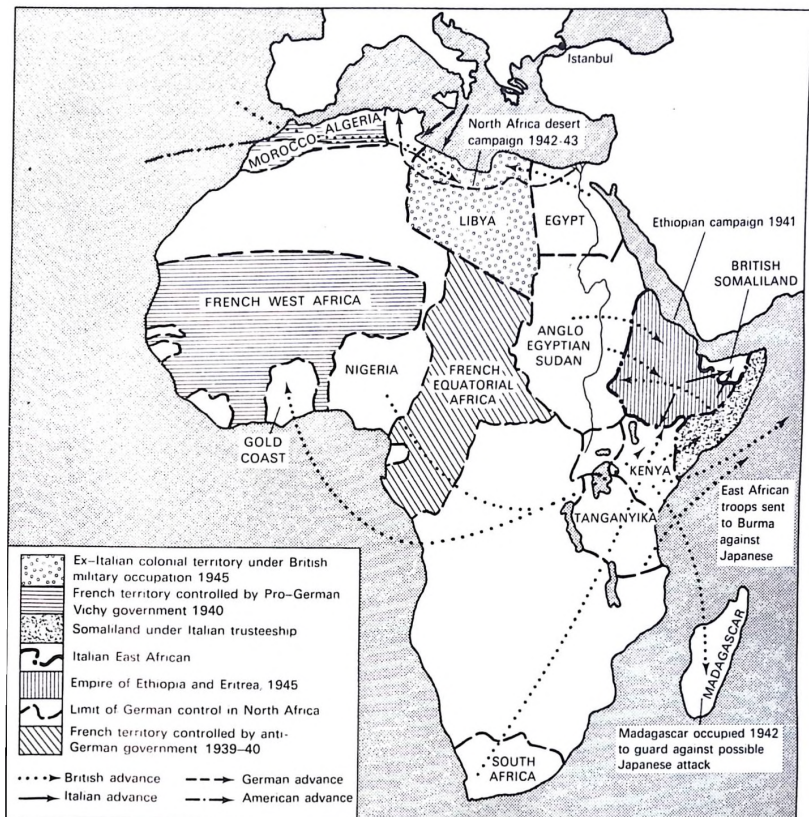 Istanbul
North Africa desert
campaign 1942-43
MOROCCO
ALGERIA
LIBYA
EGYPT
Ethiopian campaign 1941
BRITISH
SOMALILAND
FRENCH WEST AFRICA
ANGLO
EGYPTIAN
SUDAN
NIGERIA
FRENCH
EQUATORIAL
AFRICA
GOLD
COAST
KENYA
TANGANYIKA
East African
troops sent
to Burma
against
Japanese
MADAGASCAR
Madagascar occupied 1942
to guard against possible
Japanese attack
SOUTH
AFRICA
Ex-Italian colonial territory under British
military occupation 1945
French territory controlled by Pro-German
Vichy government 1940
Somaliland under Italian trusteeship
Italian East African
Empire of Ethiopia and Eritrea, 1945
Limit of German control in North Africa
French territory controlled by anti-
German government 1939–40
British advance
German advance
Italian advance
American advance